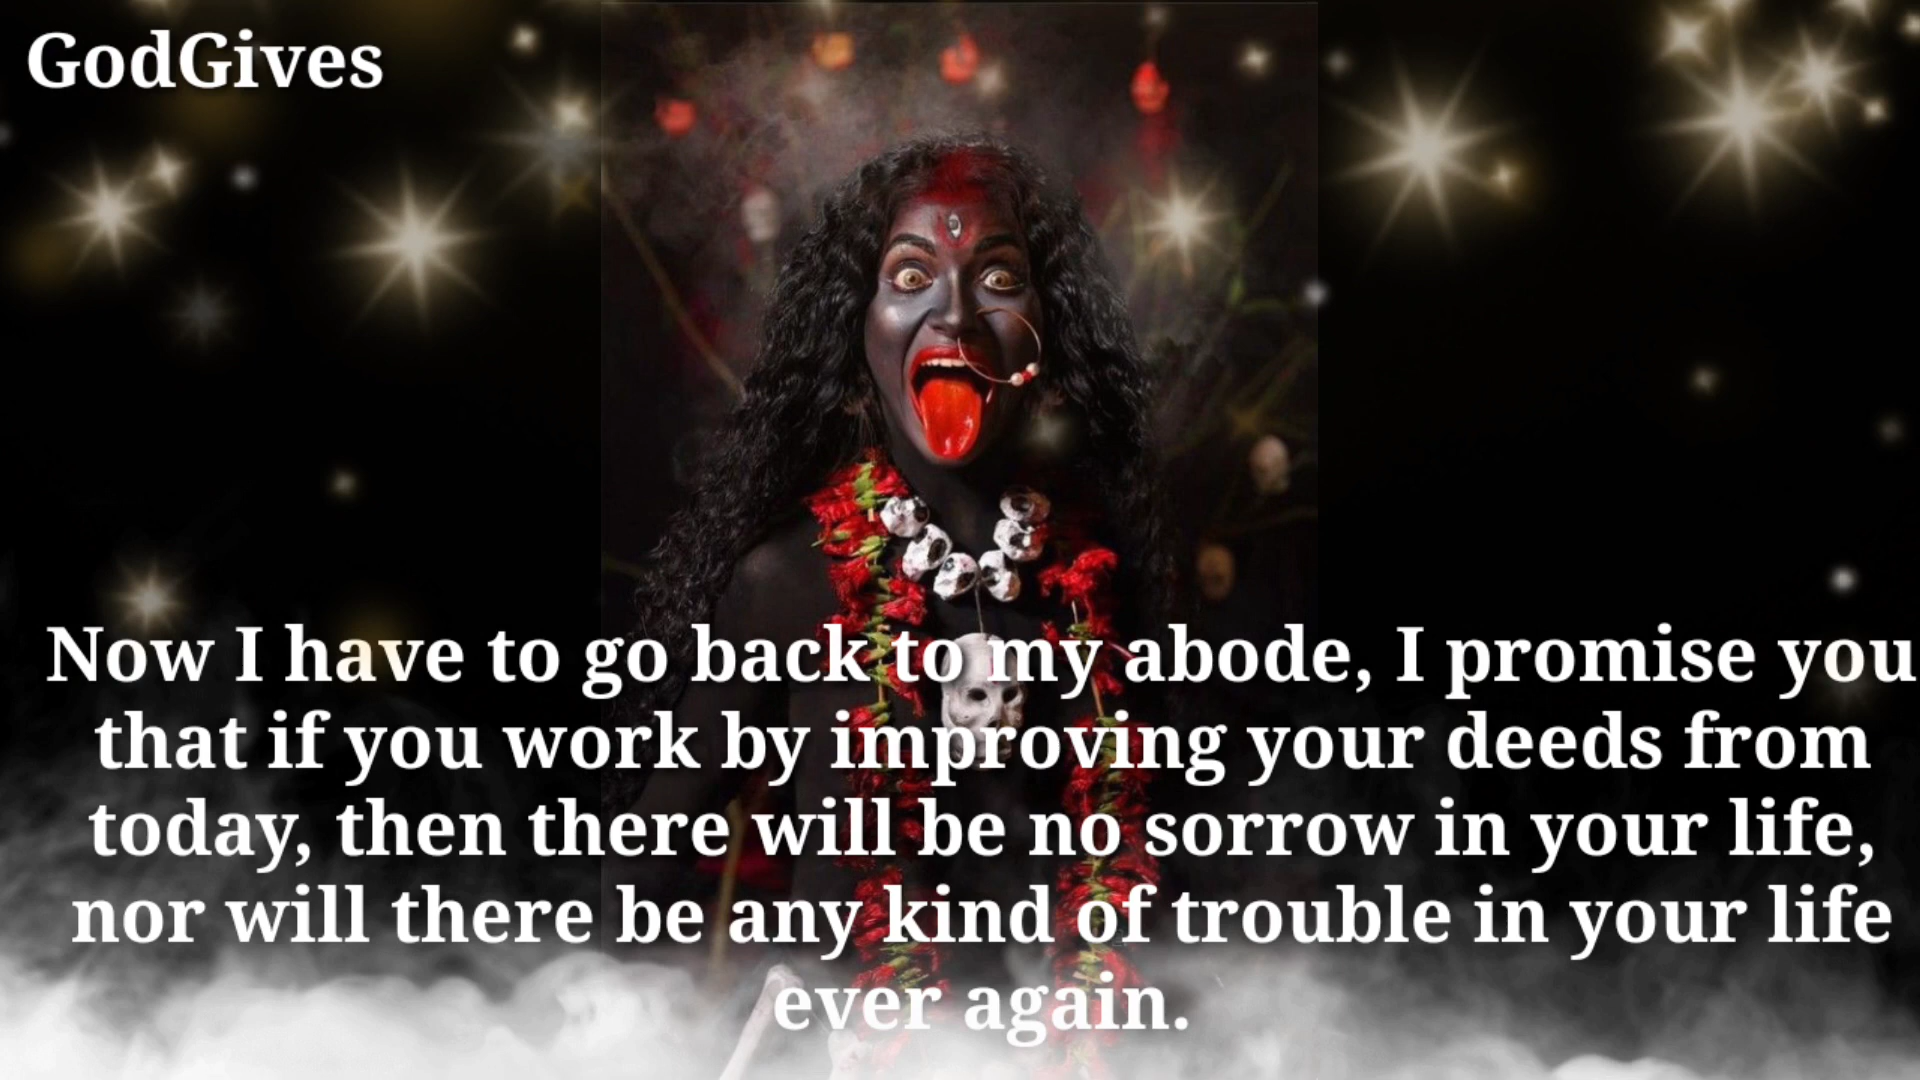 GodGives
Now I have to go back to my abode, I promise you
that if you work by improving your deeds from
today, then there will be no sorrow in your life,
nor will there be any kind of trouble in your life
ever again.